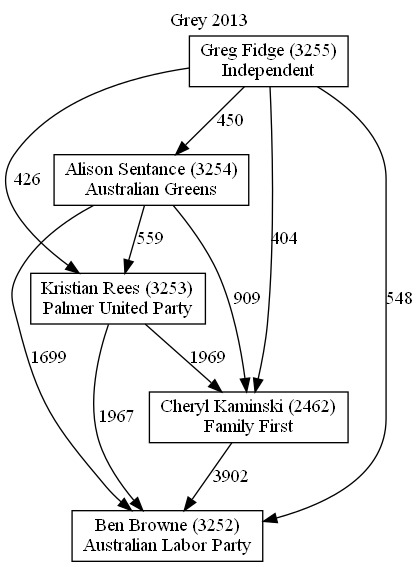 Grey 2013
Greg Fidge (3255)
Independent
450
Alison Sentance (3254)
Australian Greens
426
559
404
Kristian Rees (3253)
Palmer United Party
909
548
1699
1969
Cheryl Kaminski (2462)
Family First
1967
3902
Ben Browne (3252)
Australian Labor Party